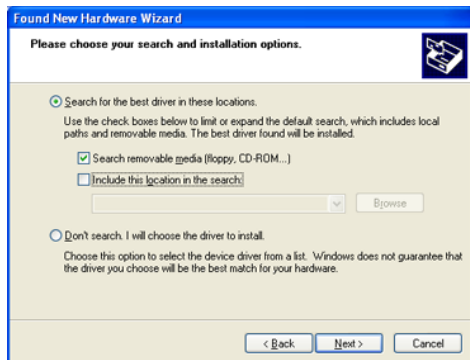 Found New Hardware Wizard
Please choose your search and installation options.
Search for the best driver in these locations.
Use the check boxes below to limit or expand the default search, which includes local
paths and removable media. The best driver found will be installed.
Search removable media (floppy, CD-ROM...)
Include this location in the search:
Browse
Don't search. I will choose the driver to install.
Choose this option to select the device driver from a list. Windows does not guarantee that
the driver you choose will be the best match for your hardware.
< Back
Next >
Cancel